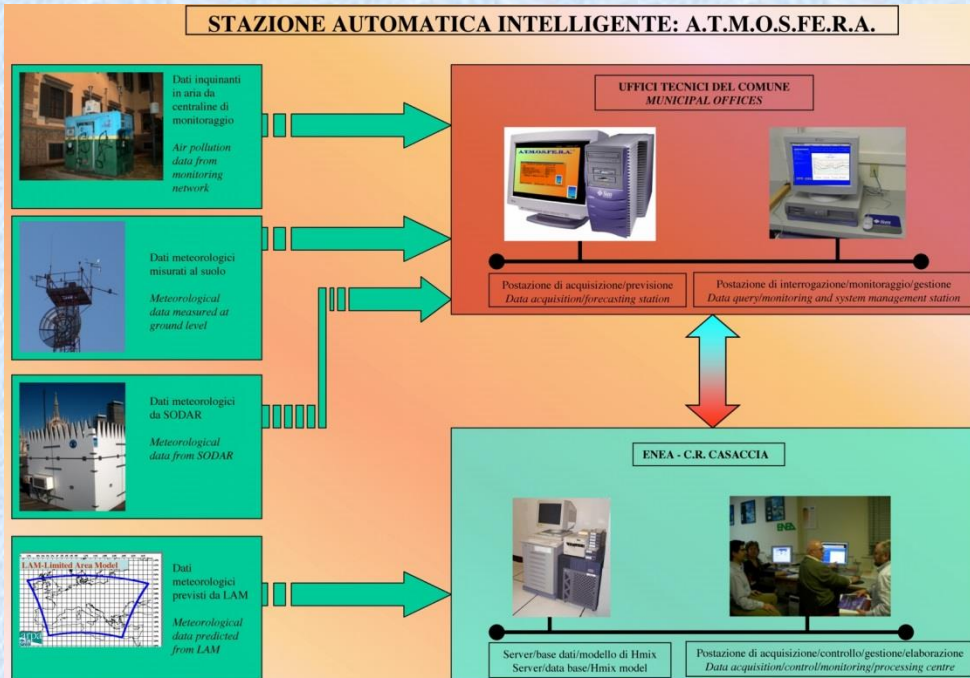 STAZIONE AUTOMATICA INTELLIGENTE: A.T.M.O.S.FE.R.A.
Dati inquinanti
in aria da
centraline di
monitoraggio
Air pollution
data from
monitoring
network
Dati meteorologici
misurati al suolo
Meteorological
data measured at
ground level
Dati meteorologici
da SODAR
Meteorological
data from SODAR
LAM-Limited Area Model
arpa
Dati
meteorologici
previsti da LAM
Meteorological
data predicted
from LAM
UFFICI TECNICI DEL COMUNE
MUNICIPAL OFFICES
A.T.M.O.S.FE.R.A.
Postazione di acquisizione/previsione
Data acquisition/forecasting station
Postazione di interrogazione/monitoraggio/gestione
Data query/monitoring and system management station
ENEA - C.R. CASACCIA
ENEA
Server/base dati/modello di Hmix
Server/data base/Hmix model
Postazione di acquisizione/controllo/gestione/elaborazione
Data acquisition/control/monitoring/processing centre